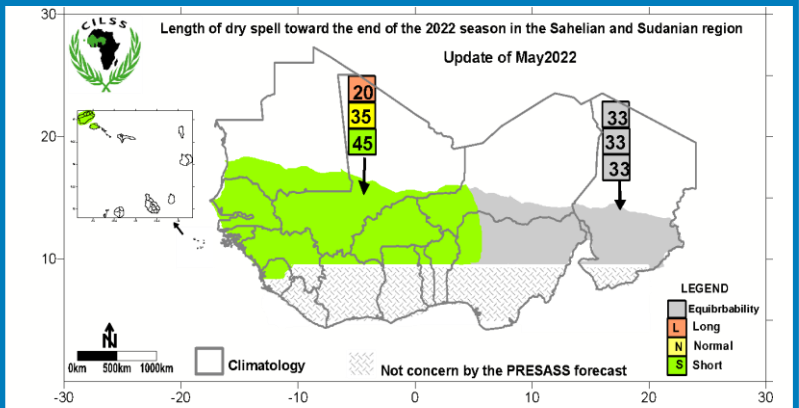 CILSS
Length of dry spell toward the end of the 2022 season in the Sahelian and Sudanian region
Update of May2022
30
20
10
20
35
45
33
33
33
LEGEND
Equibrbability
L Long
N Normal
S Short
N
0km 500km 1000km
Climatology
Not concern by the PRESASS forecast
-30 -20 -10 0 10 20 30